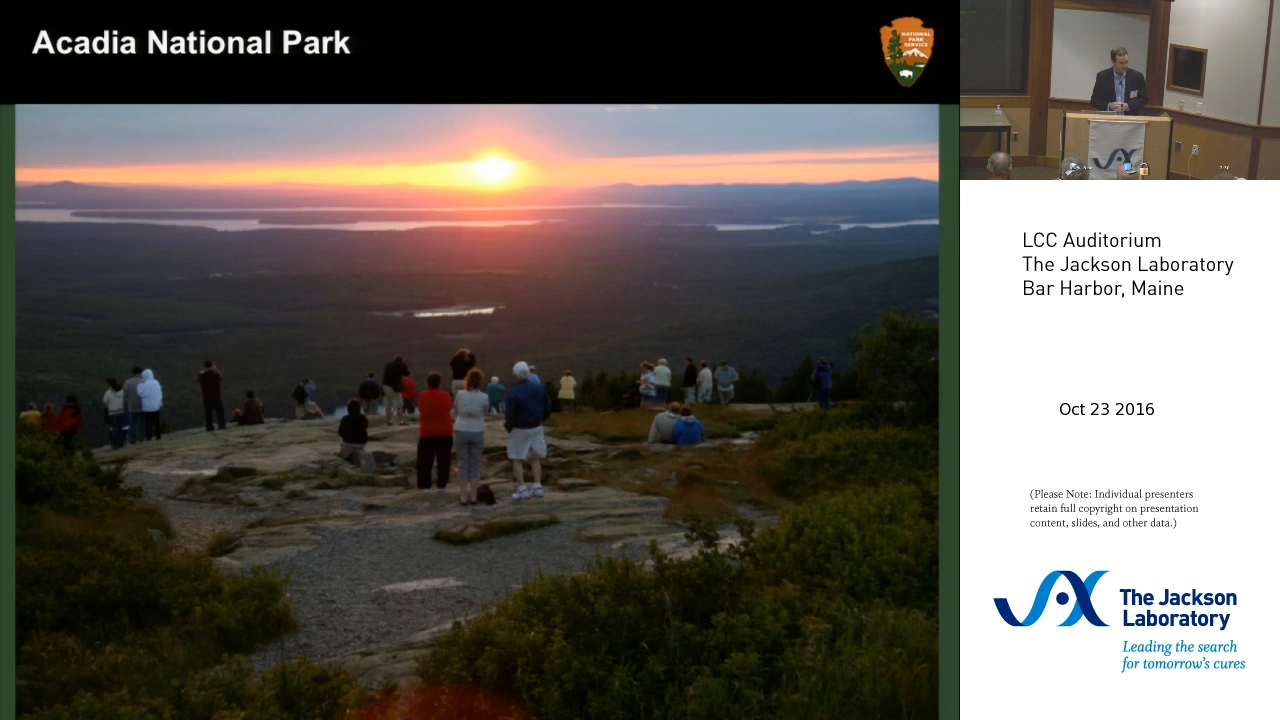 Acadia National Park
NATIONAL
PARK
SERVICE
LCC Auditorium
The Jackson Laboratory
Bar Harbor, Maine
Oct 23 2016
(Please Note: Individual presenters
retain full copyright on presentation
content, slides, and other data.)
The Jackson
Laboratory
Leading the search
for tomorrow's cures